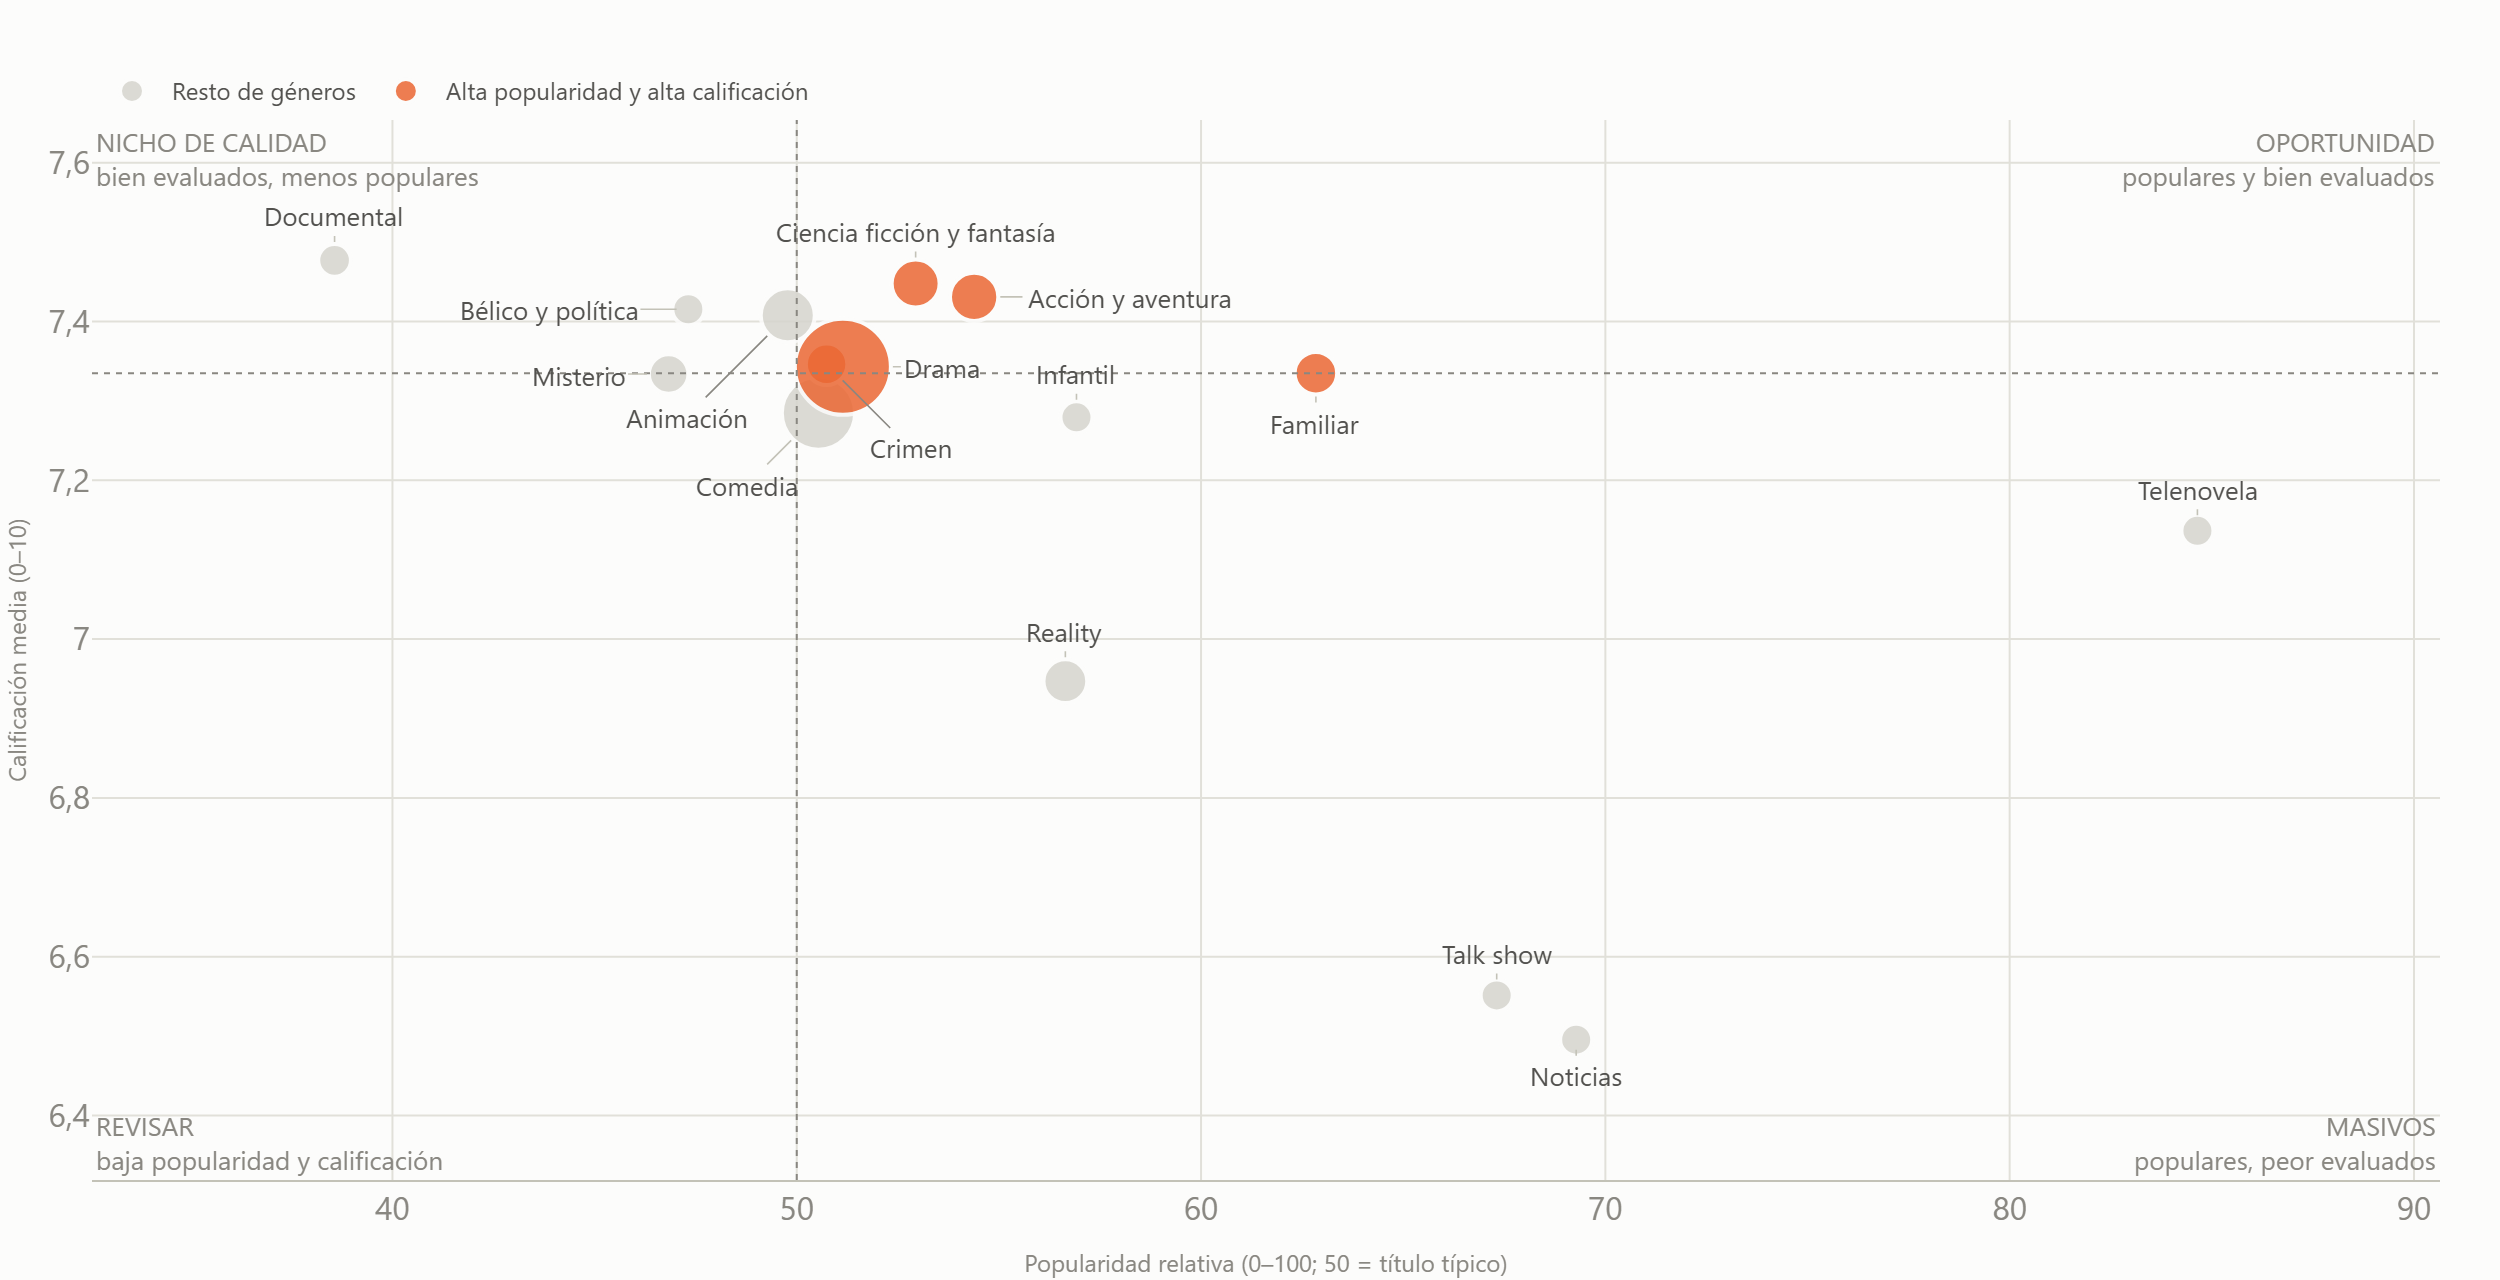 Resto de géneros
Alta popularidad y alta calificación
NICHO DE CALIDAD
bien evaluados, menos populares
OPORTUNIDAD
populares y bien evaluados
7,6
7,4
7,2
7
6,8
6,6
6,4
Calificación media (0–10)
Documental
Ciencia ficción y fantasía
Bélico y política
Acción y aventura
Misterio
Drama
Infantil
Animación
Familiar
Crimen
Comedia
Telenovela
Reality
Talk show
Noticias
REVISAR
baja popularidad y calificación
MASIVOS
populares, peor evaluados
40
50
60
70
80
90
Popularidad relativa (0–100; 50 = título típico)